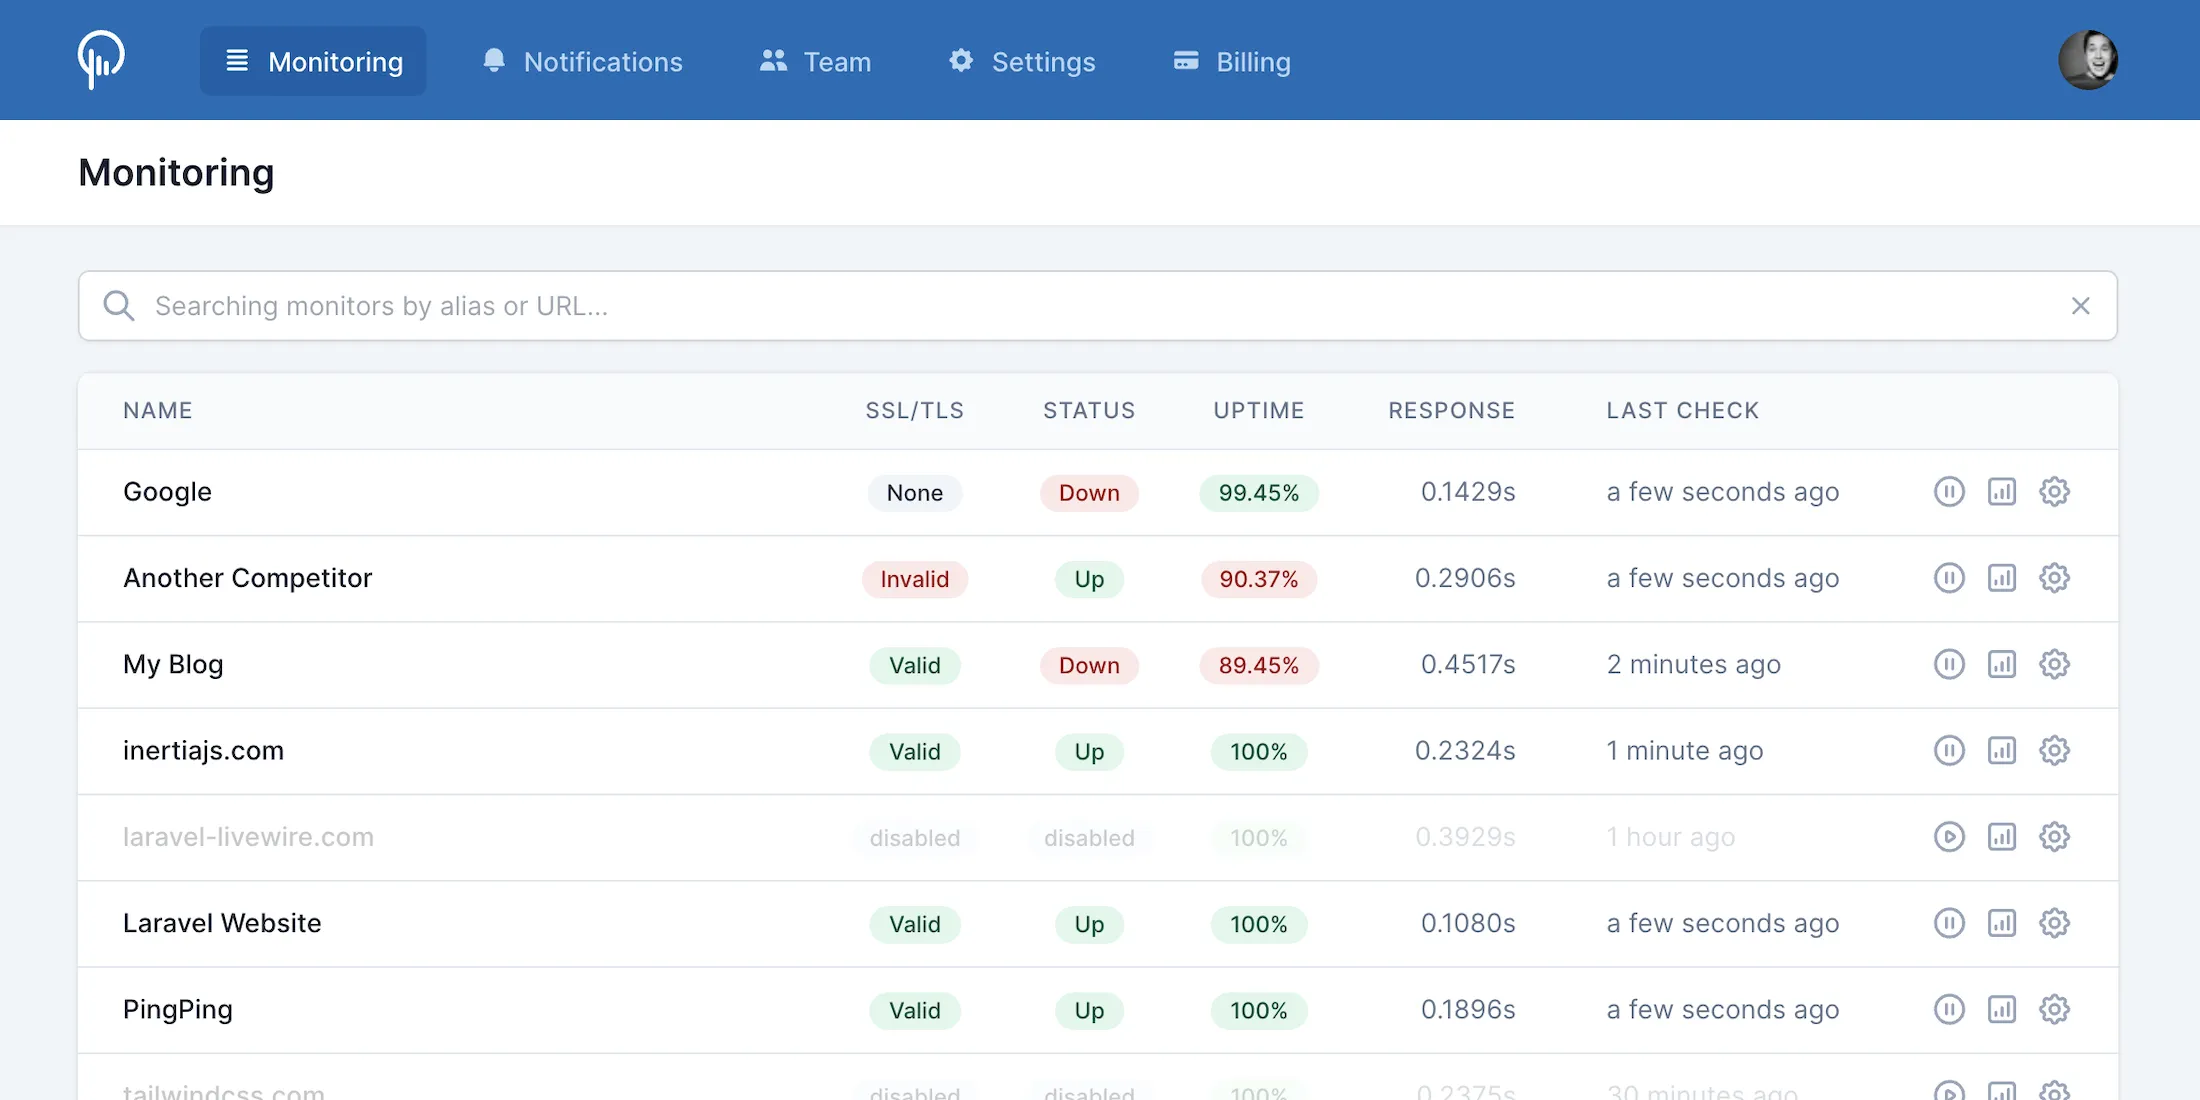 Monitoring Notifications Team Settings Billing
Monitoring
Searching monitors by alias or URL...
NAME SSL/TLS STATUS UPTIME RESPONSE LAST CHECK
Google None Down 99.45% 0.1429s a few seconds ago
Another Competitor Invalid Up 90.37% 0.2906s a few seconds ago
My Blog Valid Down 89.45% 0.4517s 2 minutes ago
inertiajs.com Valid Up 100% 0.2324s 1 minute ago
laravel-livewire.com disabled disabled 100% 0.3929s 1 hour ago
Laravel Website Valid Up 100% 0.1080s a few seconds ago
PingPing Valid Up 100% 0.1896s a few seconds ago
tailwindcss.com disabled disabled 100% 0.2375s 30 minutes ago